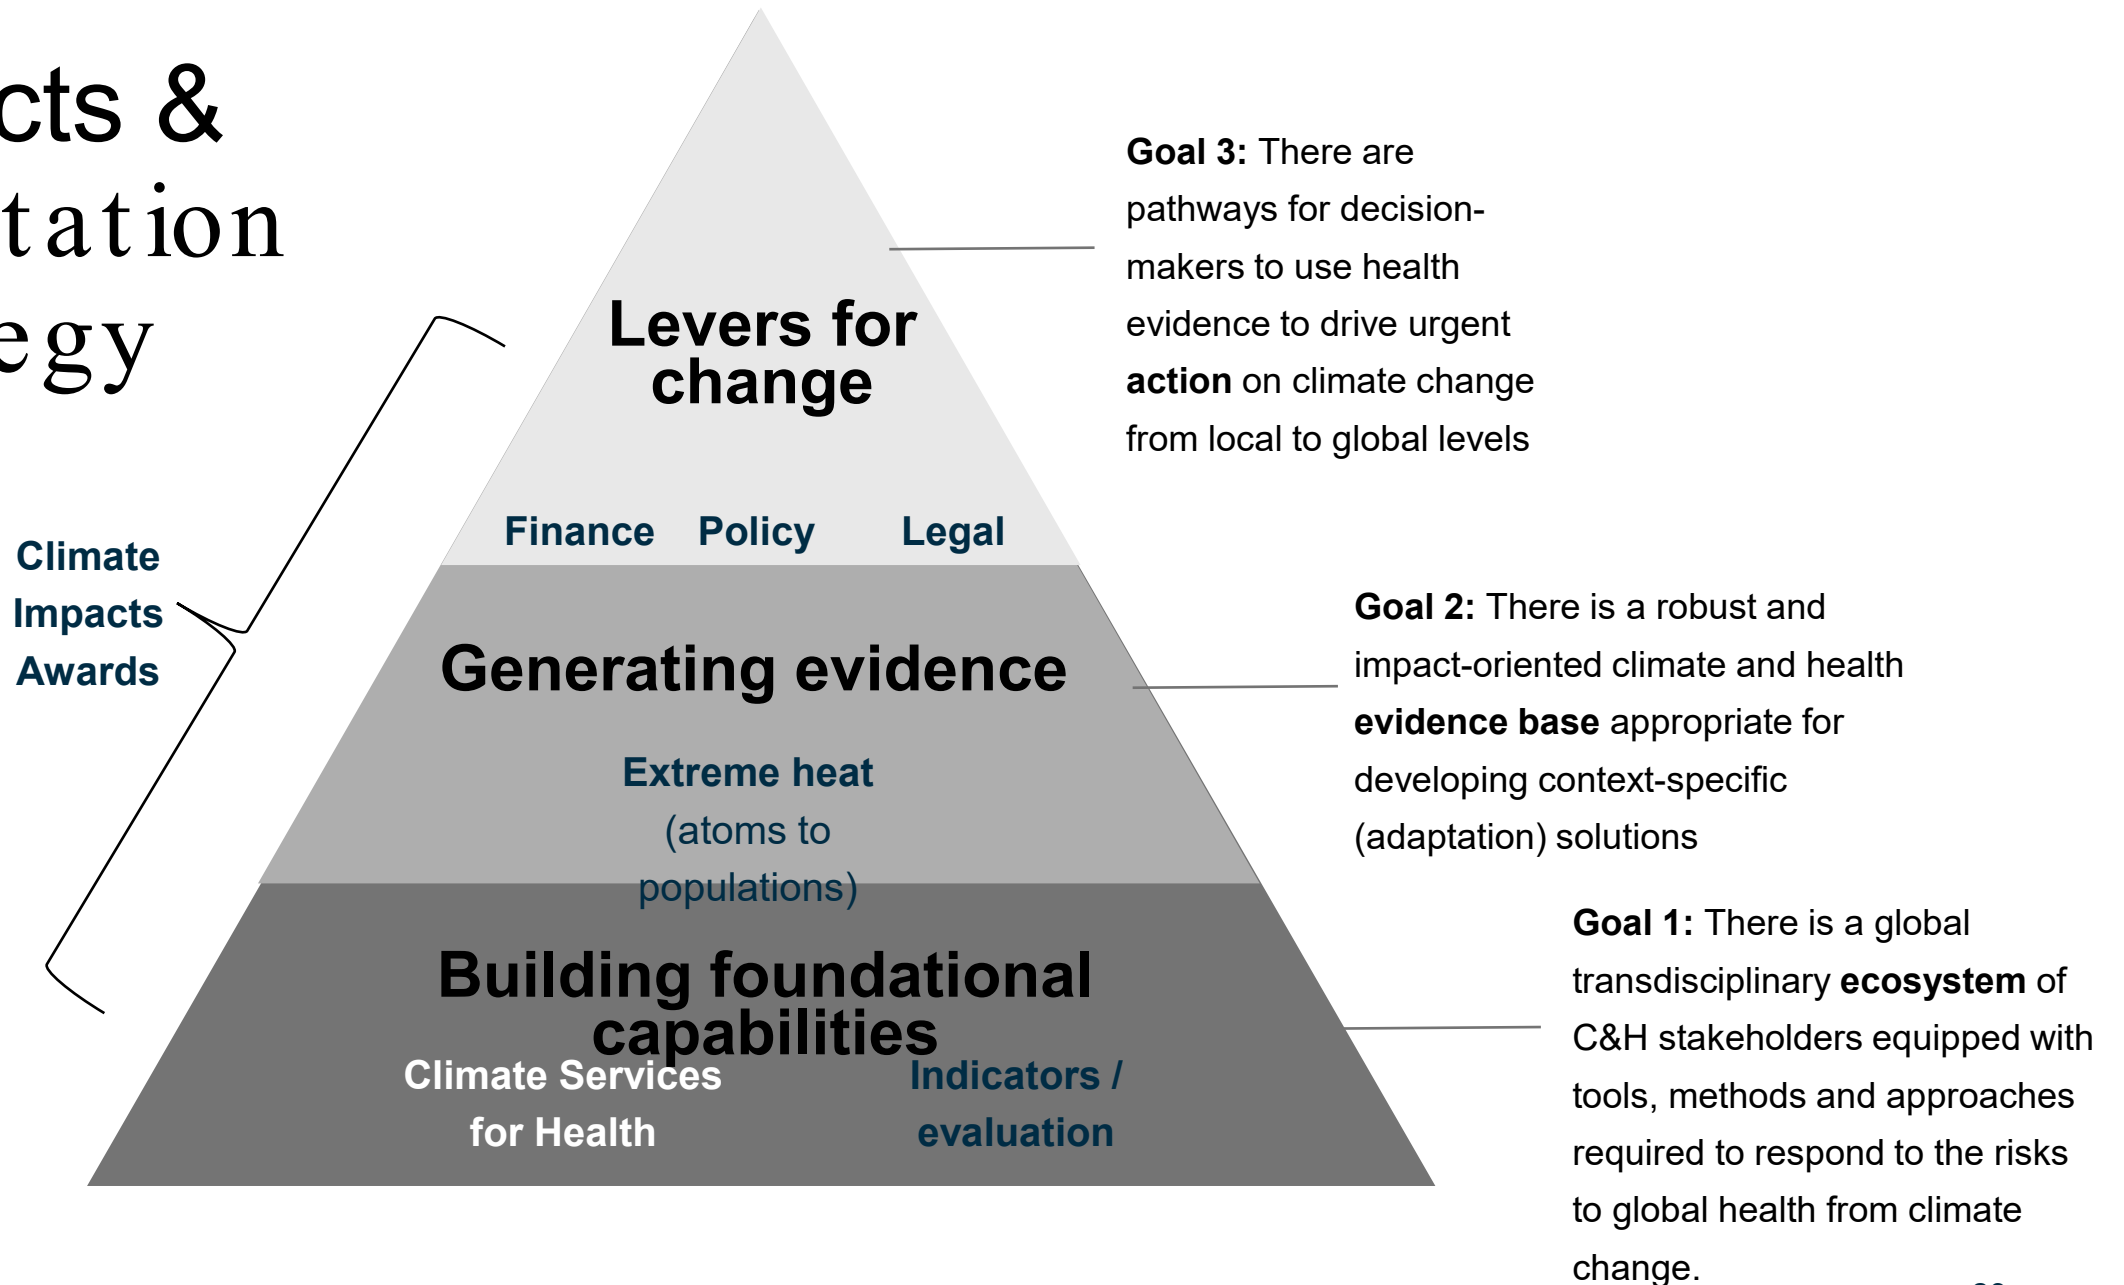 cts &
tation
egy
Levers for
change
Finance Policy Legal
Climate
Impacts
Awards
Generating evidence
Extreme heat
(atoms to
populations)
Building foundational
capabilities
Climate Services
for Health
Indicators /
evaluation
Goal 3: There are
pathways for decision-
makers to use health
evidence to drive urgent
action on climate change
from local to global levels
Goal 2: There is a robust and
impact-oriented climate and health
evidence base appropriate for
developing context-specific
(adaptation) solutions
Goal 1: There is a global
transdisciplinary ecosystem of
C&H stakeholders equipped with
tools, methods and approaches
required to respond to the risks
to global health from climate
change.